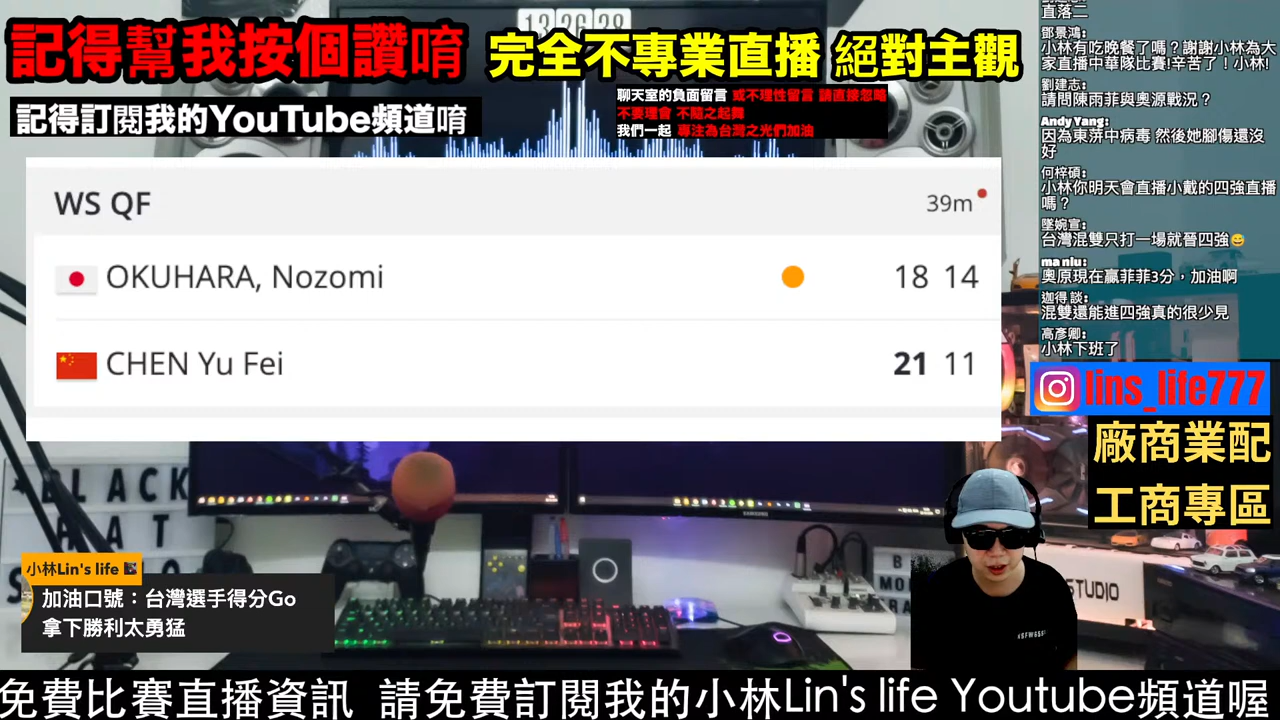 13 26 28
記得幫我按個讚唷
完全不專業直播 絕對主觀
記得訂閱我的YouTube頻道唷
聊天室的負面留言 或不理性留言 請直接忽略
不要理會 不隨之起舞
我們一起 專注為台灣之光們加油
WS QF
39m
OKUHARA, Nozomi
18 14
CHEN Yu Fei
21 11
直落二
鄧景鴻:
小林有吃晚餐了嗎?謝謝小林為大
家直播中華隊比賽!辛苦了!小林!
劉建志:
請問陳雨菲與奧源戰況?
Andy Yang:
因為東萍中病毒 然後她腳傷還沒
好
何梓碩:
小林你明天會直播小戴的四強直播
嗎?
墜婉宣:
台灣混雙只打一場就晉四強😅
ma niu:
奧原現在贏菲菲3分,加油啊
迦得談:
混雙還能進四強真的很少見
高彥卿:
小林下班了
lins_life777
廠商業配
工商專區
BLACK
SAMSUNG
STUDIO
小林Lin's life
加油口號:台灣選手得分Go
拿下勝利太勇猛
免費比賽直播資訊 請免費訂閱我的小林Lin's life Youtube頻道喔